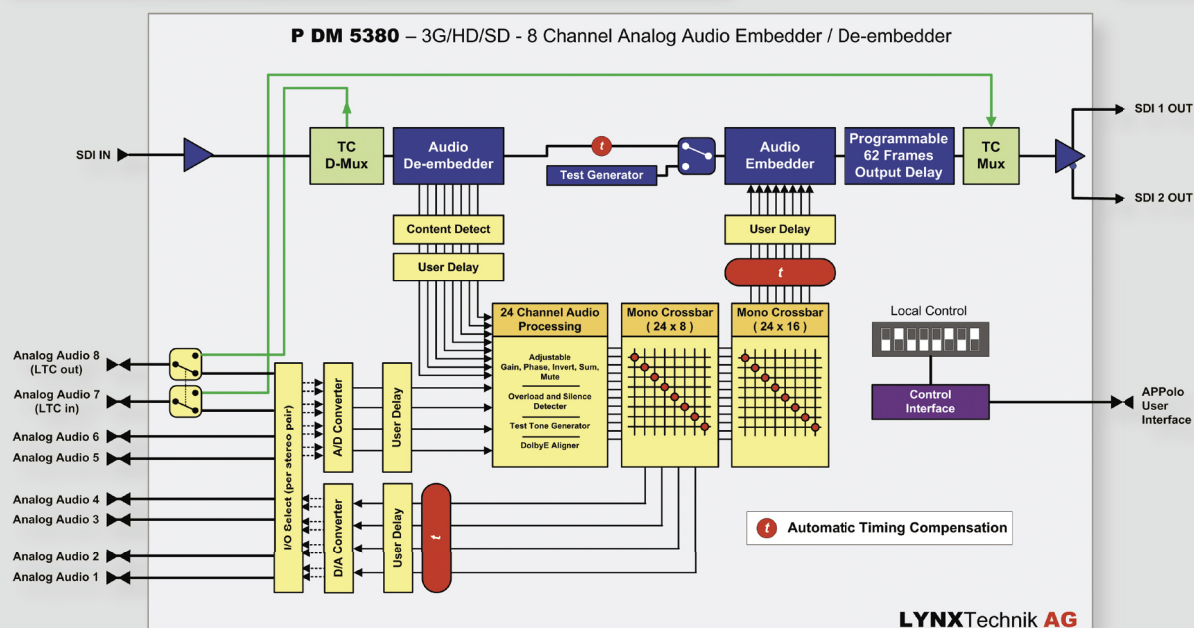 P DM 5380 – 3G/HD/SD - 8 Channel Analog Audio Embedder / De-embedder
SDI IN
TC
D-Mux
Audio
De-embedder
t
Test Generator
Audio
Embedder
Programmable
62 Frames
Output Delay
TC
Mux
SDI 1 OUT
SDI 2 OUT
Content Detect
User Delay
User Delay
t
24 Channel Audio
Processing
Adjustable
Gain, Phase, Invert, Sum,
Mute
Overload and Silence
Detecter
Test Tone Generator
DolbyE Aligner
Mono Crossbar
( 24 x 8 )
Mono Crossbar
( 24 x 16 )
Local Control
Control
Interface
APPolo
User
Interface
Analog Audio 8
(LTC out)
Analog Audio 7
(LTC in)
Analog Audio 6
Analog Audio 5
Analog Audio 4
Analog Audio 3
Analog Audio 2
Analog Audio 1
I/O Select (per stereo pair)
A/D Converter
User Delay
D/A Converter
User Delay
t
t Automatic Timing Compensation
LYNXTechnik AG